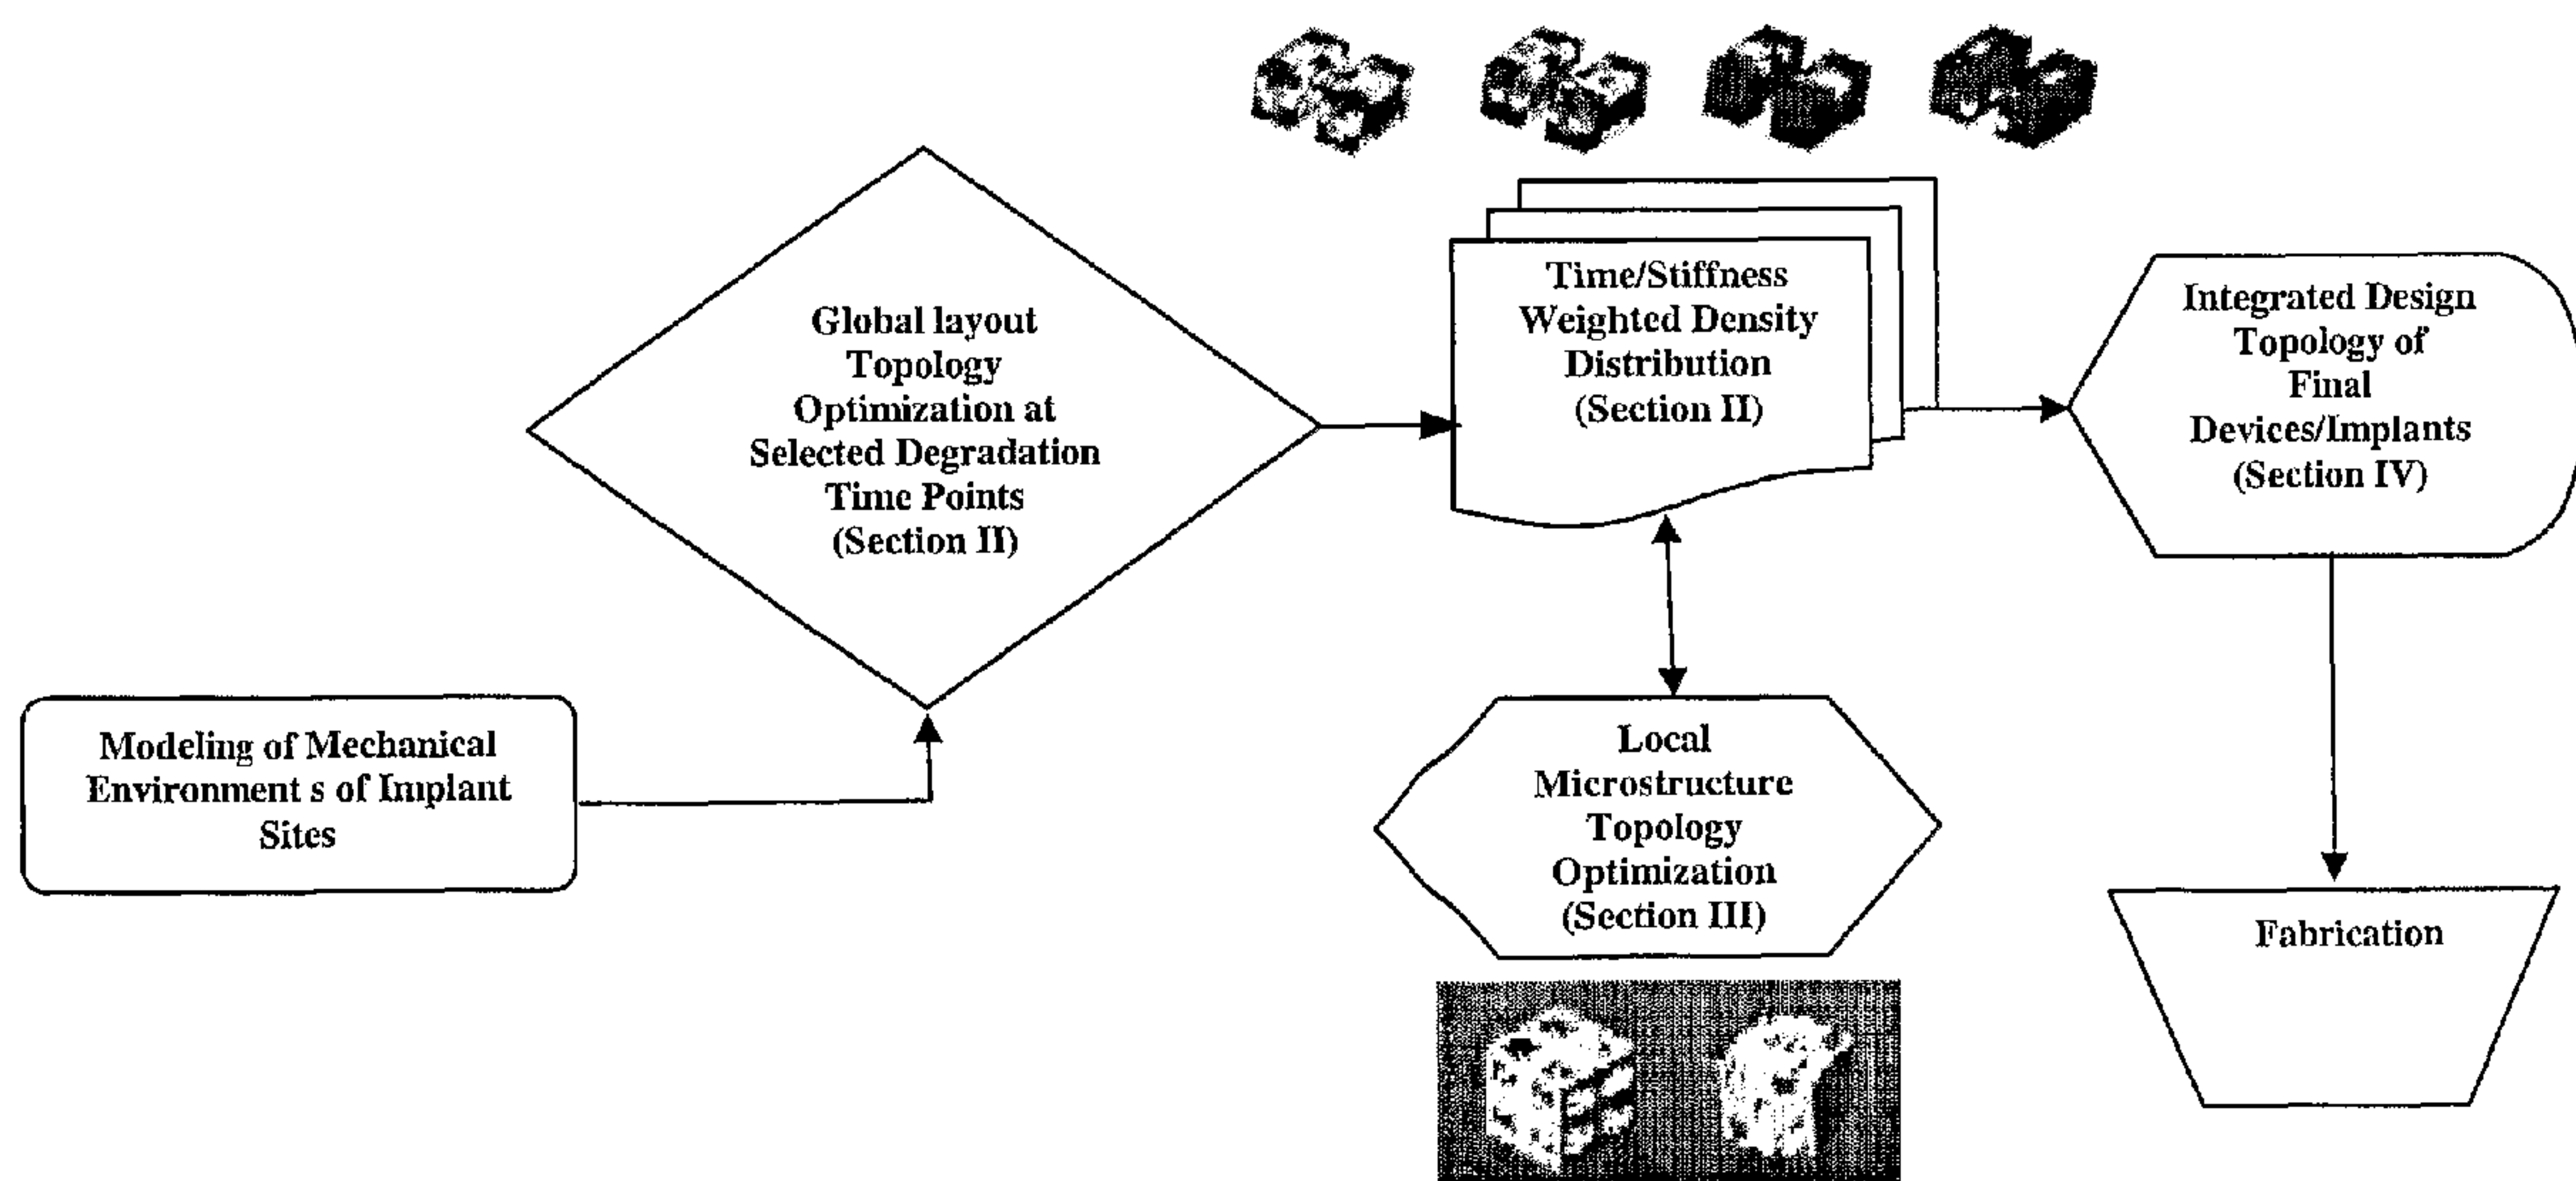 Modeling of Mechanical
Environment s of Implant
Sites
Global layout
Topology
Optimization at
Selected Degradation
Time Points
(Section II)
Time/Stiffness
Weighted Density
Distribution
(Section II)
Local
Microstructure
Topology
Optimization
(Section III)
Integrated Design
Topology of
Final
Devices/Implants
(Section IV)
Fabrication